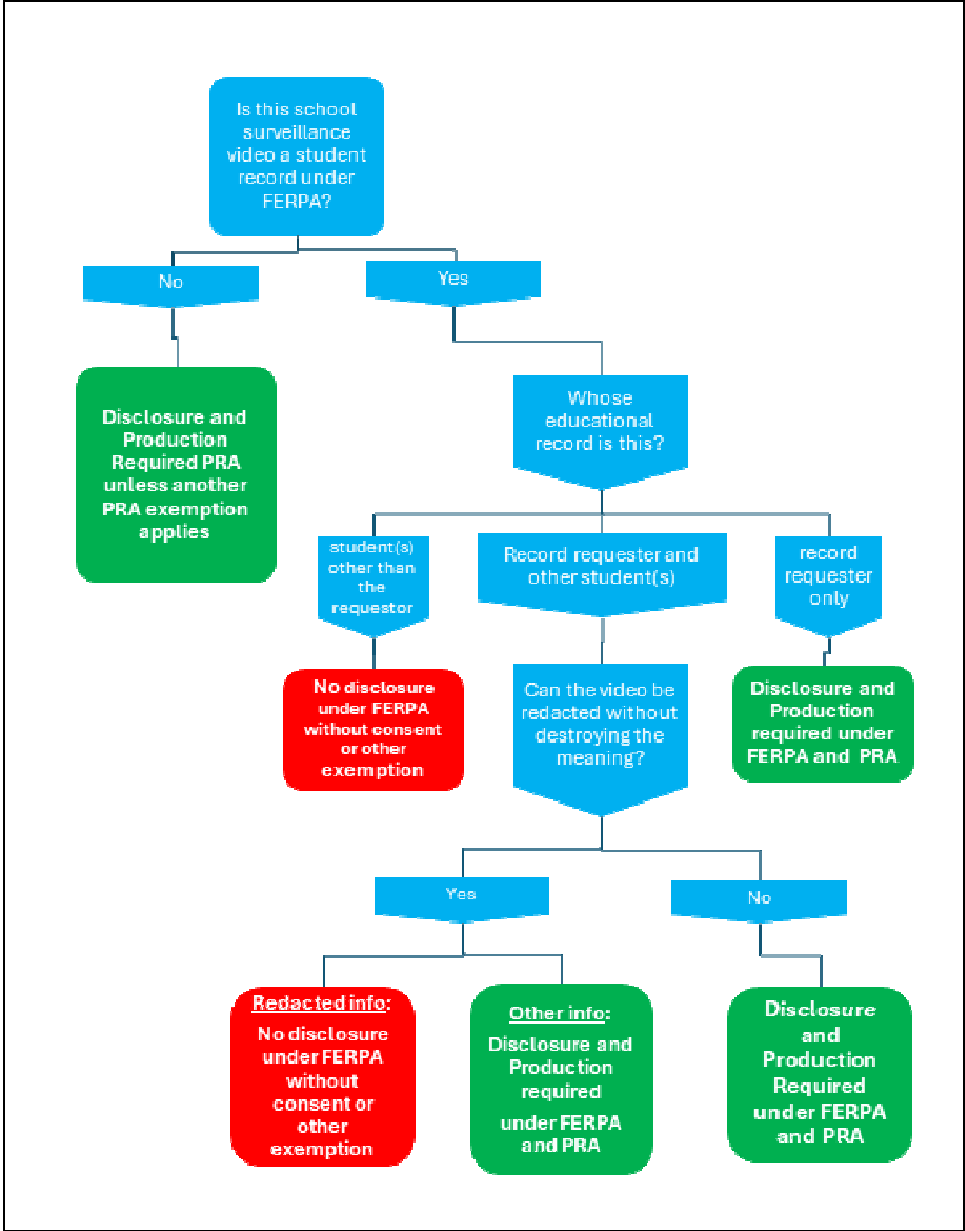 Is this school
surveillance
video a student
record under
FERPA?
No
Yes
Disclosure and
Production
Required PRA
unless another
PRA exemption
applies
Whose
educational
record is this?
student(s)
other than
the
requestor
Record requester and
other student(s)
record
requester
only
No disclosure
under FERPA
without consent
or other
exemption
Can the video be
redacted without
destroying the
meaning?
Disclosure and
Production
required under
FERPA and PRA
Yes
No
Redacted info:
No disclosure
under FERPA
without
consent or
other
exemption
Other info:
Disclosure and
Production
required
under FERPA
and PRA
Disclosure
and
Production
Required
under FERPA
and PRA